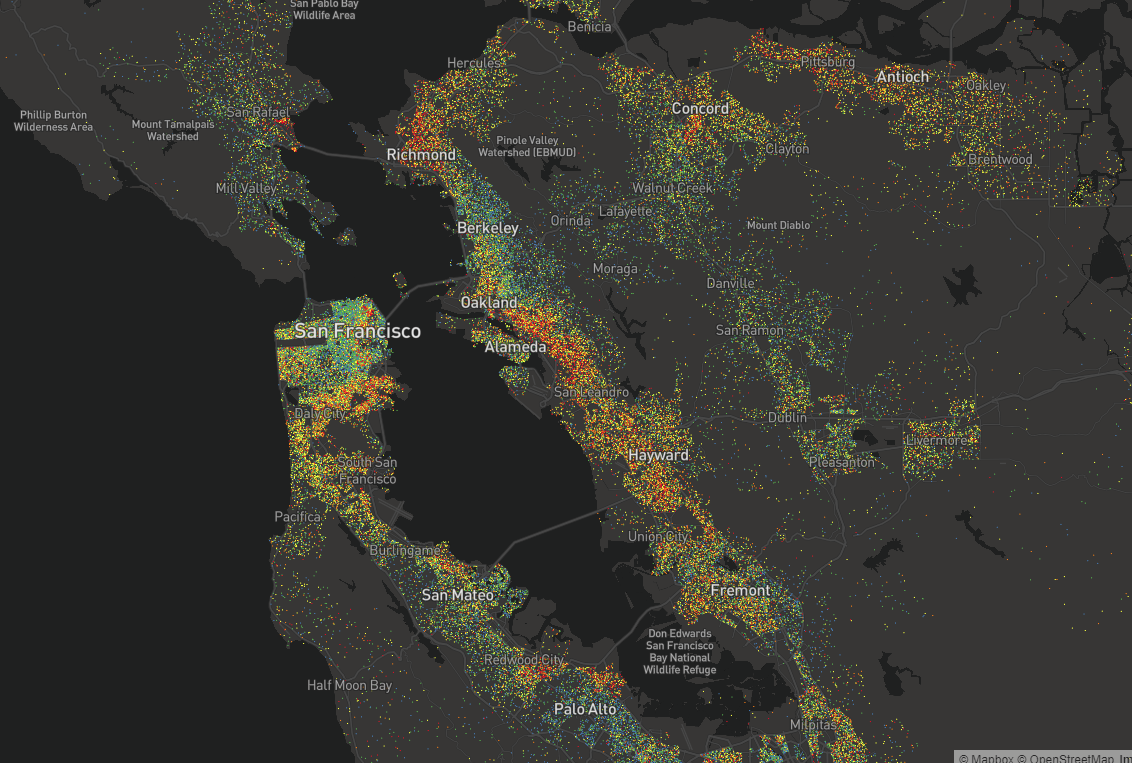 San Pablo Bay
Wildlife Area
Benicia
Hercules
Pittsburg
Antioch
Oakley
Phillip Burton
Wilderness Area
Mount Tamalpais
Watershed
San Rafael
Concord
Pinole Valley
Watershed (EBMUD)
Clayton
Richmond
Brentwood
Mill Valley
Walnut Creek
Lafayette
Orinda
Berkeley
Mount Diablo
Moraga
Danville
Oakland
San Francisco
San Ramon
Alameda
San Leandro
Daly City
Dublin
Livermore
Hayward
Pleasanton
South San
Francisco
Pacifica
Union City
Burlingame
Fremont
San Mateo
Don Edwards
San Francisco
Bay National
Wildlife Refuge
Redwood City
Half Moon Bay
Palo Alto
Milpitas
© Mapbox © OpenStreetMap Im